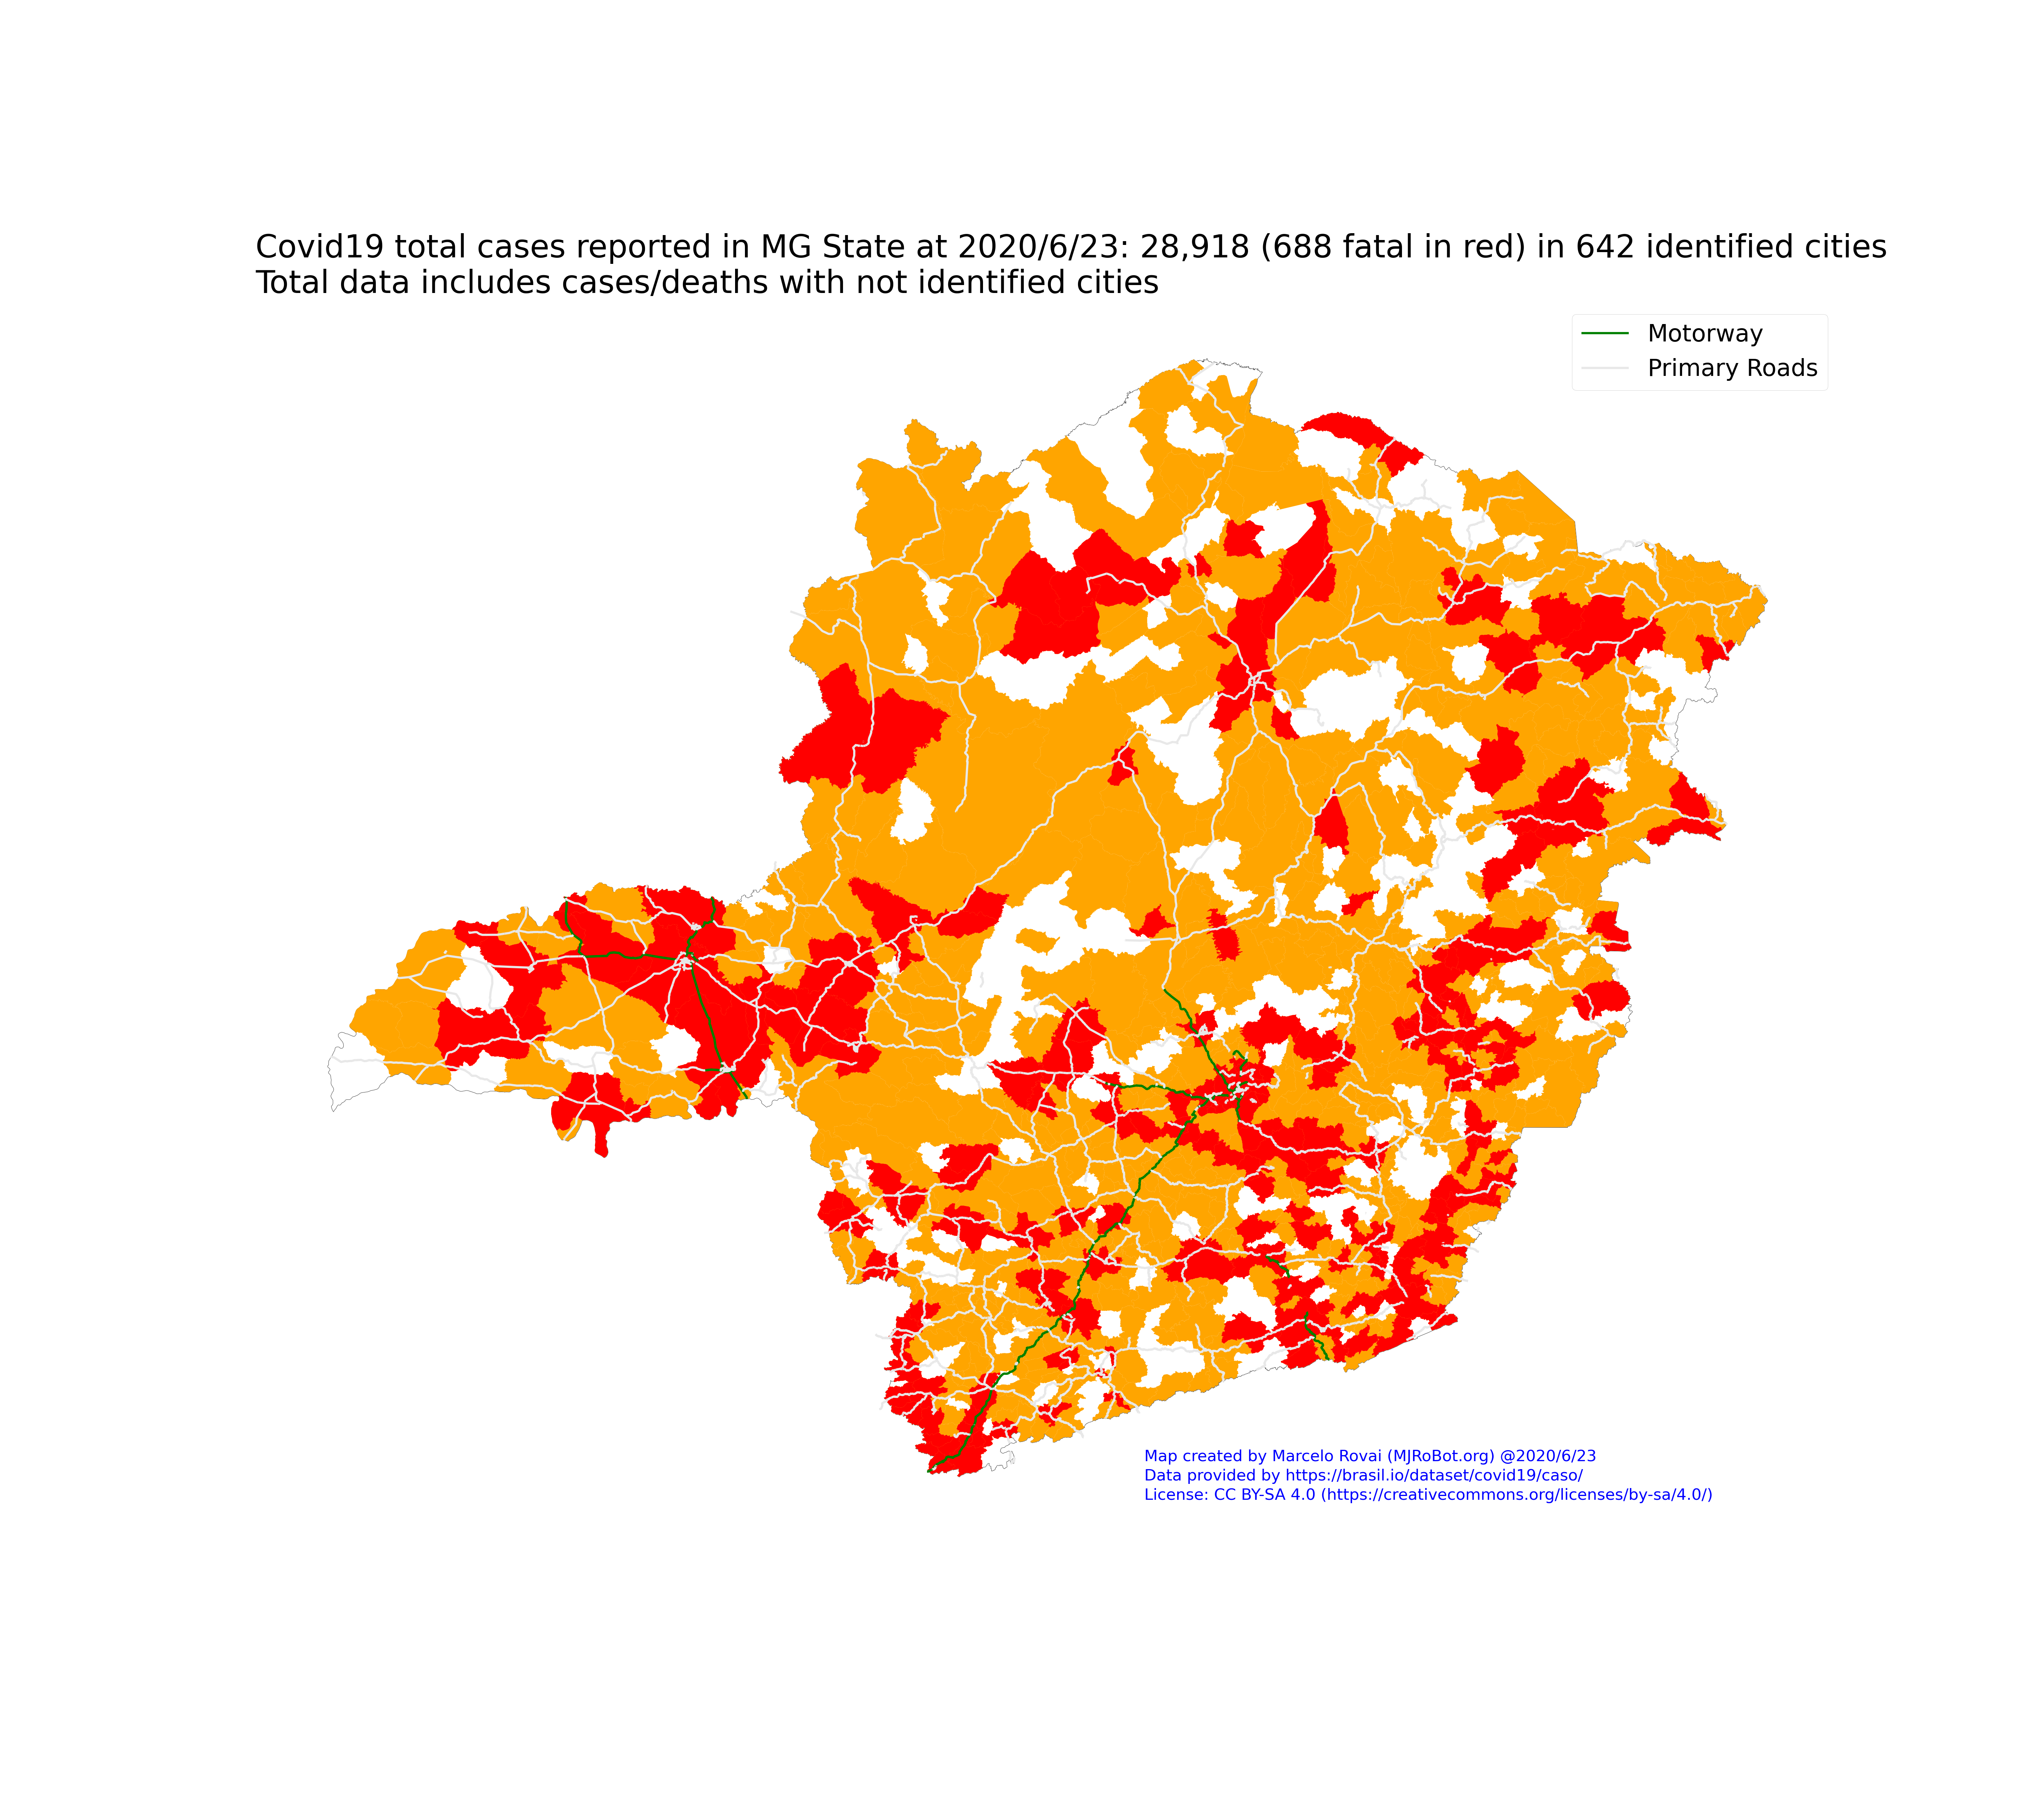 Covid19 total cases reported in MG State at 2020/6/23: 28,918 (688 fatal in red) in 642 identified cities
Total data includes cases/deaths with not identified cities
Motorway
Primary Roads
Map created by Marcelo Rovai (MJRoBot.org) @2020/6/23
Data provided by https://brasil.io/dataset/covid19/caso/
License: CC BY-SA 4.0 (https://creativecommons.org/licenses/by-sa/4.0/)